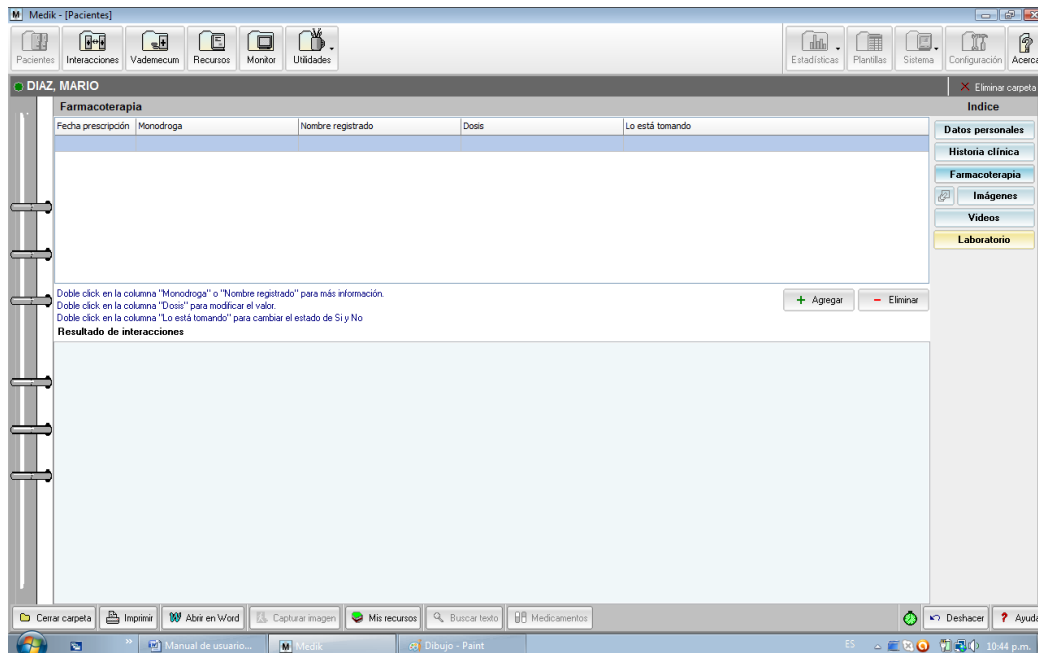 M Medik - [Pacientes]
Pacientes Interacciones Vademecum Recursos Monitor Utilidades Estadísticas Plantillas Sistema Configuración Acerca
DIAZ, MARIO Eliminar carpeta
Farmacoterapia Indice
Fecha prescripción Monodroga Nombre registrado Dosis Lo está tomando
Datos personales
Historia clínica
Farmacoterapia
Imágenes
Videos
Laboratorio
Doble click en la columna "Monodroga" o "Nombre registrado" para más información.
Doble click en la columna "Dosis" para modificar el valor.
Doble click en la columna "Lo está tomando" para cambiar el estado de Si y No
Agregar Eliminar
Resultado de interacciones
Cerrar carpeta Imprimir W Abrir en Word Capturar imagen Mis recursos Buscar texto Medicamentos Deshacer ? Ayuda
» Manual de usuario... M Medik Dibujo - Paint ES 10:44 p.m.